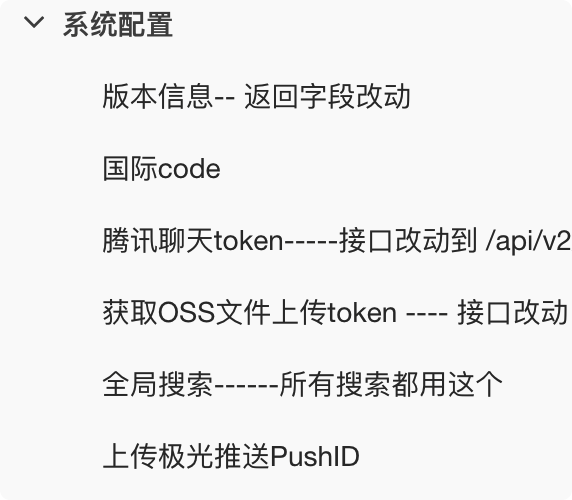 系统配置
版本信息-- 返回字段改动
国际code
腾讯聊天token-----接口改动到 /api/v2
获取OSS文件上传token ---- 接口改动
全局搜索------所有搜索都用这个
上传极光推送PushID